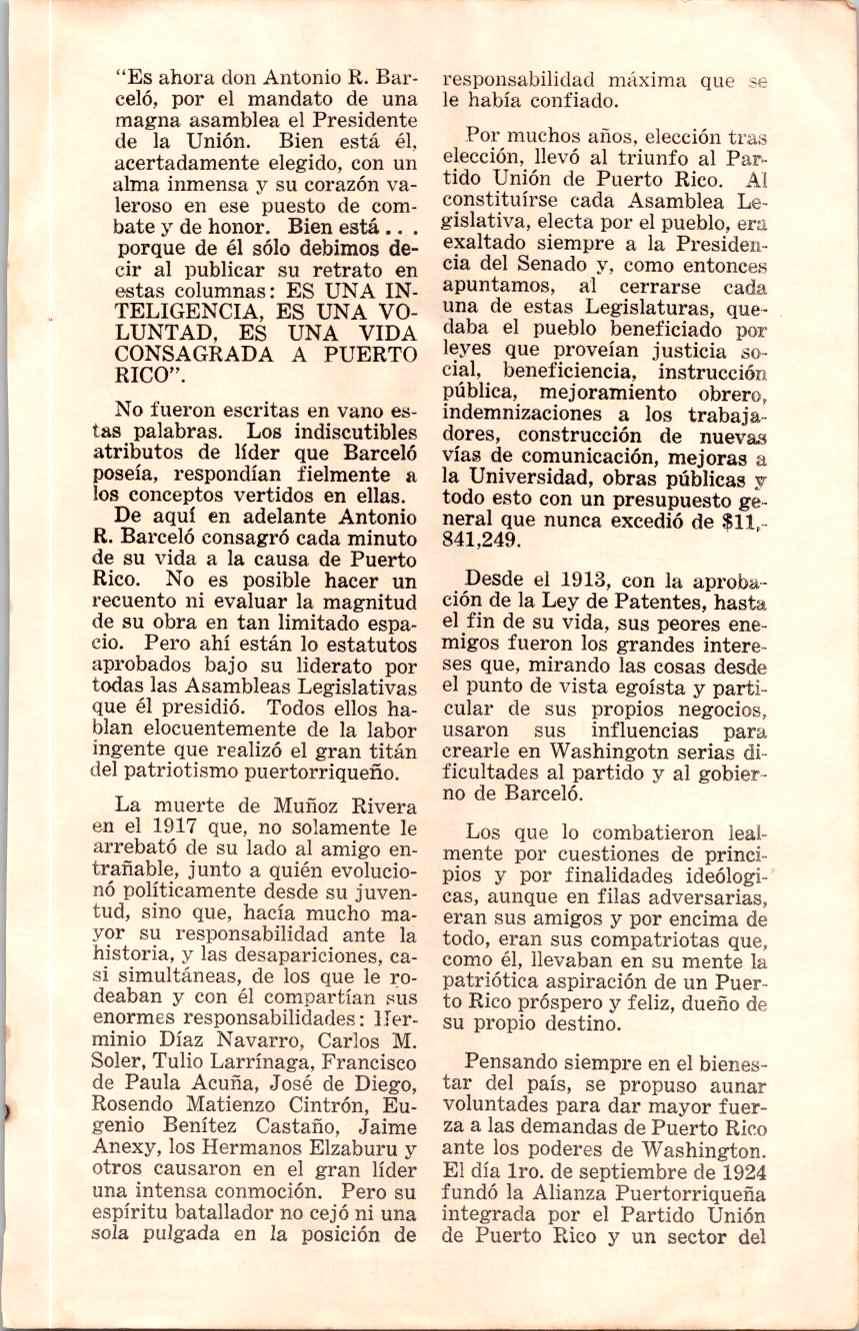 “Es ahora don Antonio R. Bar-
celó, por el mandato de una
magna asamblea el Presidente
de la Unión. Bien está él,
acertadamente elegido, con un
alma inmensa y su corazón va-
leroso en ese puesto de com-
bate y de honor. Bien está . . .
porque de él sólo debimos de-
cir al publicar su retrato en
estas columnas: ES UNA IN-
TELIGENCIA, ES UNA VO-
LUNTAD, ES UNA VIDA
CONSAGRADA A PUERTO
RICO”.
No fueron escritas en vano es-
tas palabras. Los indiscutibles
atributos de líder que Barceló
poseía, respondían fielmente a
los conceptos vertidos en ellas.
De aquí en adelante Antonio
R. Barceló consagró cada minuto
de su vida a la causa de Puerto
Rico. No es posible hacer un
recuento ni evaluar la magnitud
de su obra en tan limitado espa-
cio. Pero ahí están lo estatutos
aprobados bajo su liderato por
todas las Asambleas Legislativas
que él presidió. Todos ellos ha-
blan elocuentemente de la labor
ingente que realizó el gran titán
del patriotismo puertorriqueño.
La muerte de Muñoz Rivera
en el 1917 que, no solamente le
arrebató de su lado al amigo en-
trañable, junto a quién evolucio-
nó políticamente desde su juven-
tud, sino que, hacía mucho ma-
yor su responsabilidad ante la
historia, y las desapariciones, ca-
si simultáneas, de los que le ro-
deaban y con él compartían sus
enormes responsabilidades: Her-
minio Díaz Navarro, Carlos M.
Soler, Tulio Larrínaga, Francisco
de Paula Acuña, José de Diego,
Rosendo Matienzo Cintrón, Eu-
genio Benítez Castaño, Jaime
Anexy, los Hermanos Elzaburu y
otros causaron en el gran líder
una intensa conmoción. Pero su
espíritu batallador no cejó ni una
sola pulgada en la posición de
responsabilidad máxima que se
le había confiado.
Por muchos años, elección tras
elección, llevó al triunfo al Par-
tido Unión de Puerto Rico. Al
constituírse cada Asamblea Le-
gislativa, electa por el pueblo, era
exaltado siempre a la Presiden-
cia del Senado y, como entonces
apuntamos, al cerrarse cada
una de estas Legislaturas, que-
daba el pueblo beneficiado por
leyes que proveían justicia so-
cial, beneficiencia, instrucción
pública, mejoramiento obrero,
indemnizaciones a los trabaja-
dores, construcción de nuevas
vías de comunicación, mejoras a
la Universidad, obras públicas y
todo esto con un presupuesto ge-
neral que nunca excedió de $11,-
841,249.
Desde el 1913, con la aproba-
ción de la Ley de Patentes, hasta
el fin de su vida, sus peores ene-
migos fueron los grandes intere-
ses que, mirando las cosas desde
el punto de vista egoísta y parti-
cular de sus propios negocios,
usaron sus influencias para
crearle en Washingotn serias di-
ficultades al partido y al gobier-
no de Barceló.
Los que lo combatieron leal-
mente por cuestiones de princi-
pios y por finalidades ideólogi-
cas, aunque en filas adversarias,
eran sus amigos y por encima de
todo, eran sus compatriotas que,
como él, llevaban en su mente la
patriótica aspiración de un Puer-
to Rico próspero y feliz, dueño de
su propio destino.
Pensando siempre en el bienes-
tar del país, se propuso aunar
voluntades para dar mayor fuer-
za a las demandas de Puerto Rico
ante los poderes de Washington.
El día 1ro. de septiembre de 1924
fundó la Alianza Puertorriqueña
integrada por el Partido Unión
de Puerto Rico y un sector del